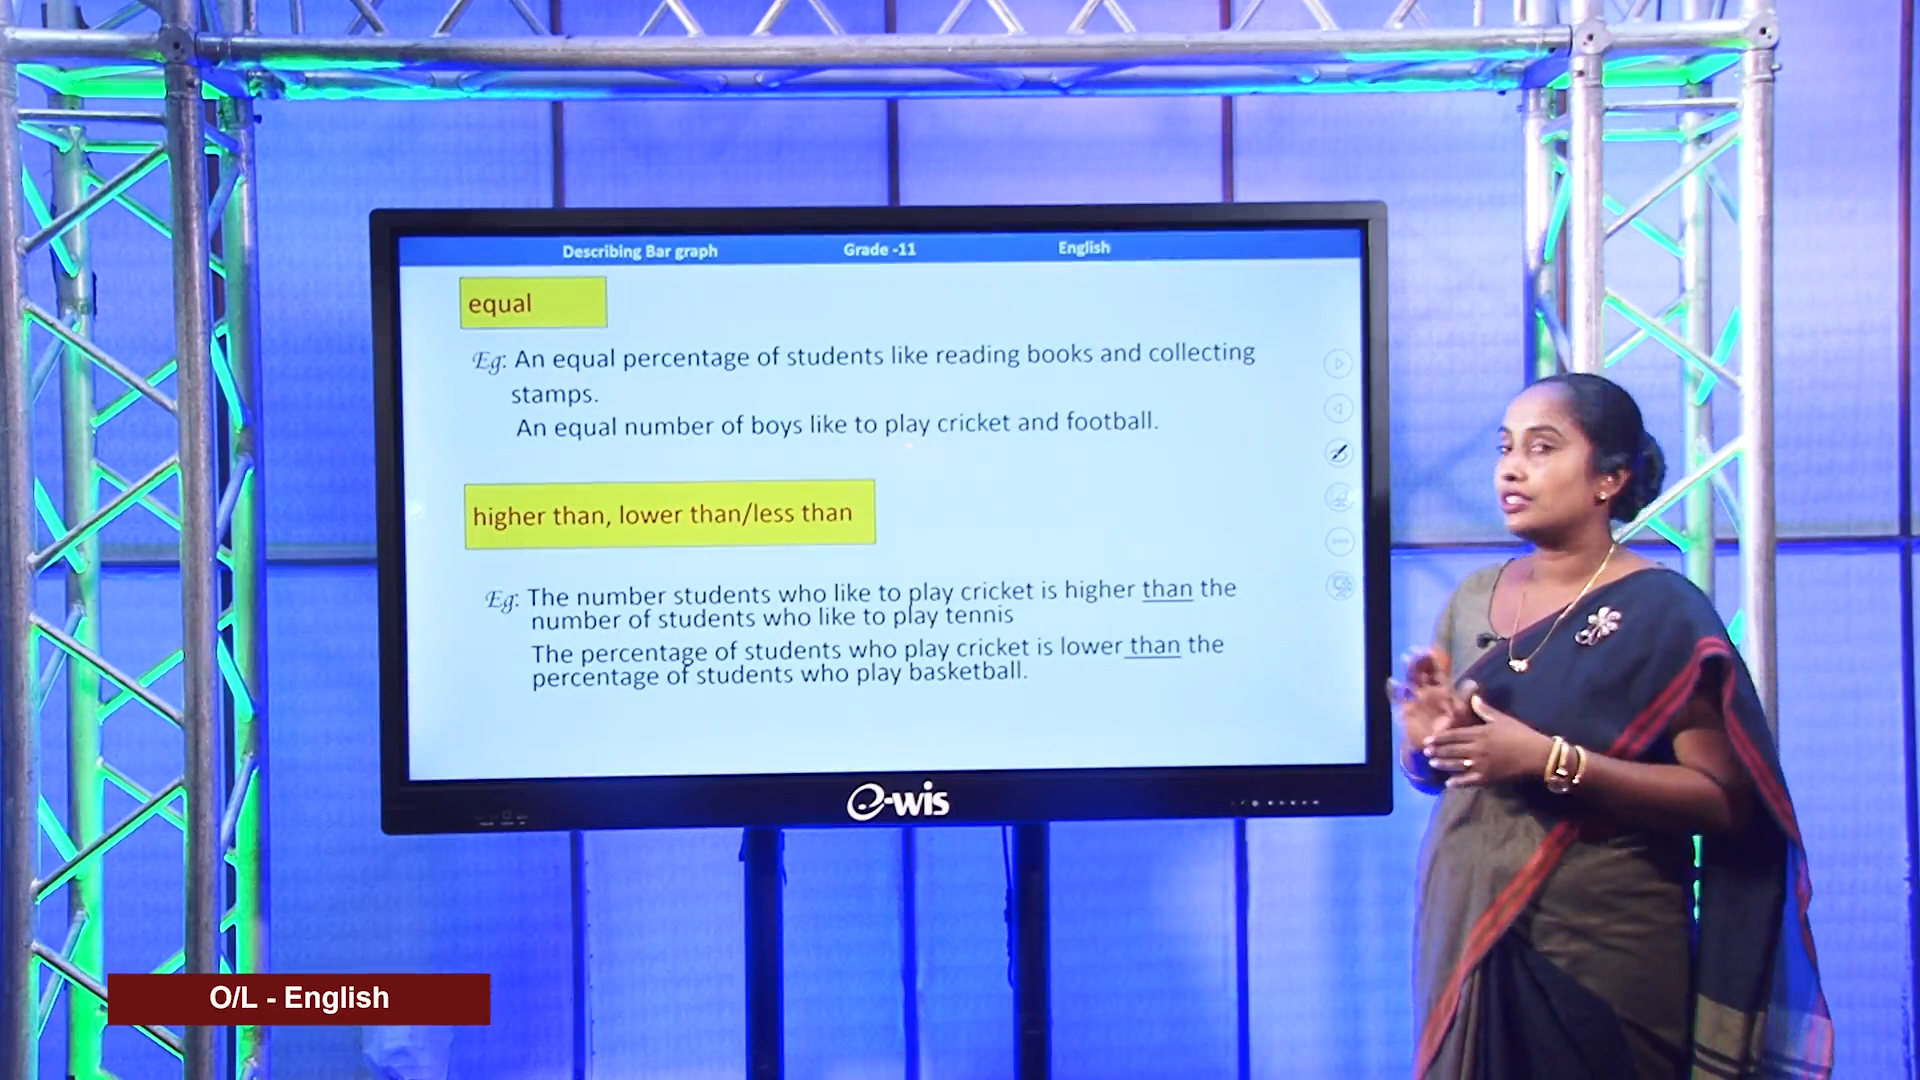 Describing Bar graph Grade -11 English
equal
Eg: An equal percentage of students like reading books and collecting
stamps.
An equal number of boys like to play cricket and football.
higher than, lower than/less than
Eg: The number students who like to play cricket is higher than the
number of students who like to play tennis
The percentage of students who play cricket is lower than the
percentage of students who play basketball.
e-wis
O/L - English